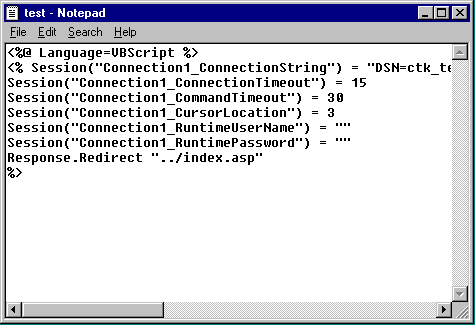 test - Notepad
File Edit Search Help
<%@ Language=VBScript %>
<% Session("Connection1_ConnectionString") = "DSN=ctk_te
Session("Connection1_ConnectionTimeout") = 15
Session("Connection1_CommandTimeout") = 30
Session("Connection1_CursorLocation") = 3
Session("Connection1_RuntimeUserName") = ""
Session("Connection1_RuntimePassword") = ""
Response.Redirect "../index.asp"
%>